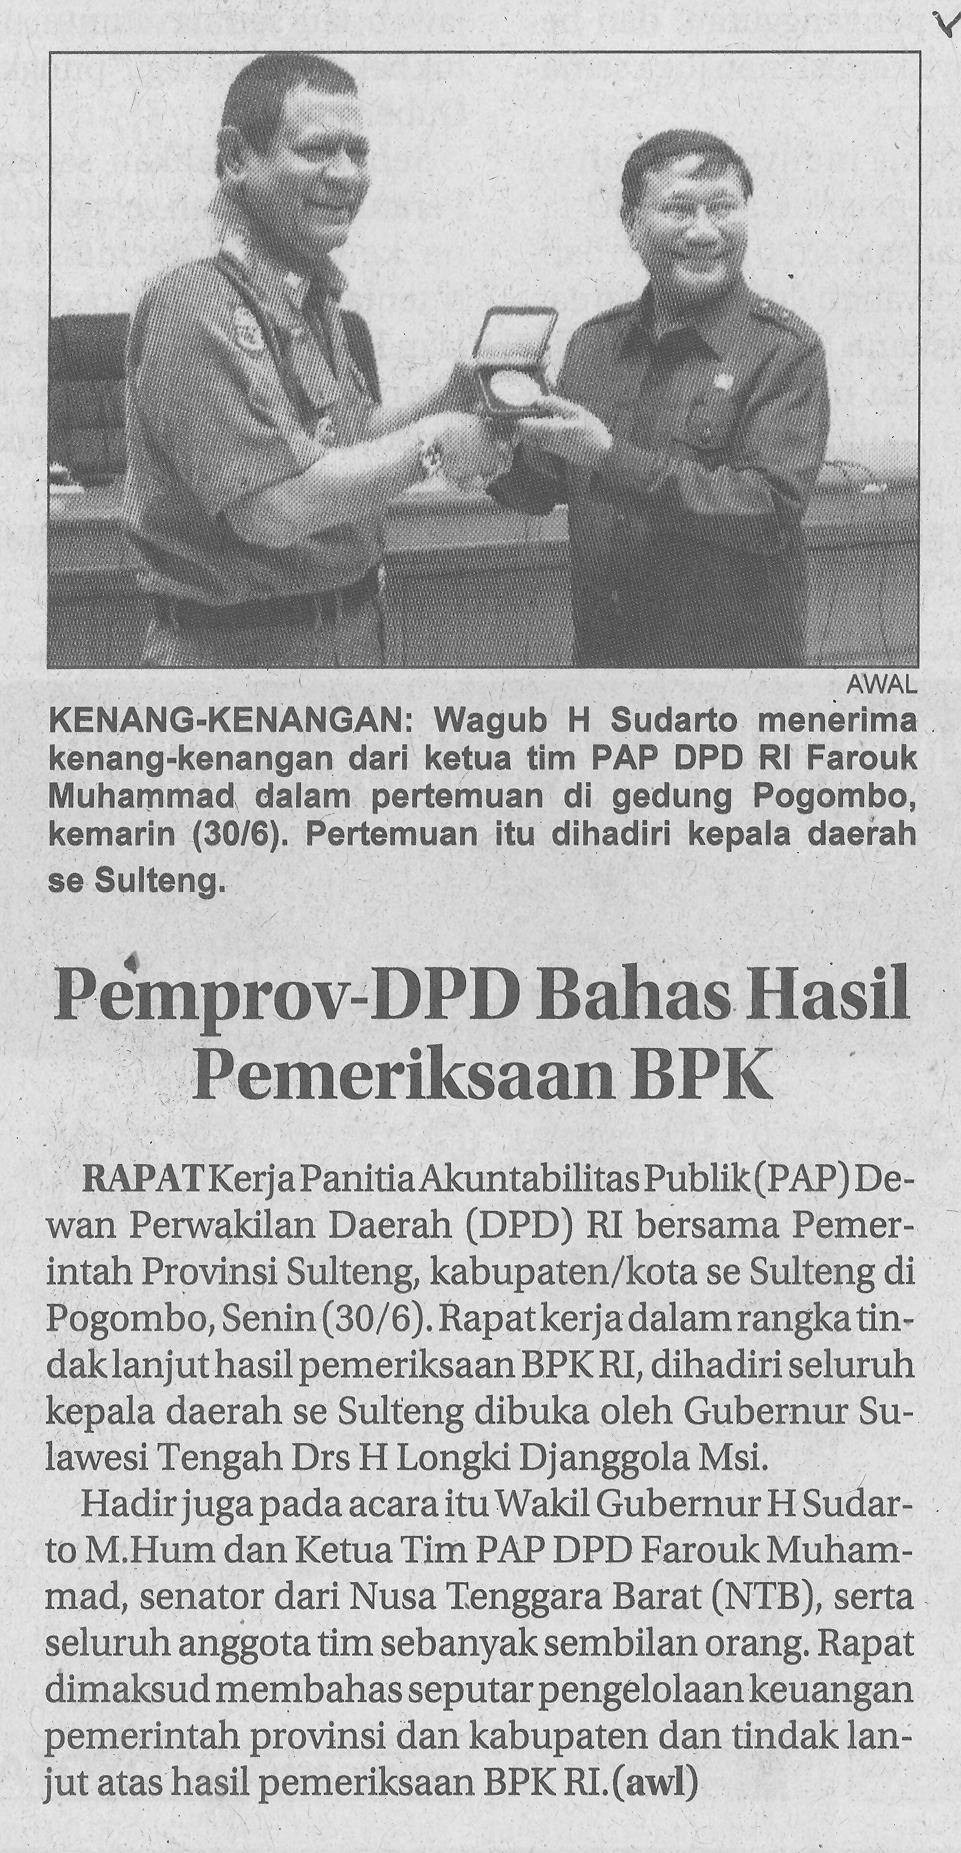 AWAL
KENANG-KENANGAN: Wagub H Sudarto menerima
kenang-kenangan dari ketua tim PAP DPD RI Farouk
Muhammad dalam pertemuan di gedung Pogombo,
kemarin (30/6). Pertemuan itu dihadiri kepala daerah
se Sulteng.
Pemprov-DPD Bahas Hasil
Pemeriksaan BPK
RAPAT Kerja Panitia Akuntabilitas Publik (PAP) De-
wan Perwakilan Daerah (DPD) RI bersama Pemer-
intah Provinsi Sulteng, kabupaten/kota se Sulteng di
Pogombo, Senin (30/6). Rapat kerja dalam rangka tin-
dak lanjut hasil pemeriksaan BPK RI, dihadiri seluruh
kepala daerah se Sulteng dibuka oleh Gubernur Su-
lawesi Tengah Drs H Longki Djanggola Msi.
Hadir juga pada acara itu Wakil Gubernur H Sudar-
to M.Hum dan Ketua Tim PAP DPD Farouk Muham-
mad, senator dari Nusa Tenggara Barat (NTB), serta
seluruh anggota tim sebanyak sembilan orang. Rapat
dimaksud membahas seputar pengelolaan keuangan
pemerintah provinsi dan kabupaten dan tindak lan-
jut atas hasil pemeriksaan BPK RI.(awl)